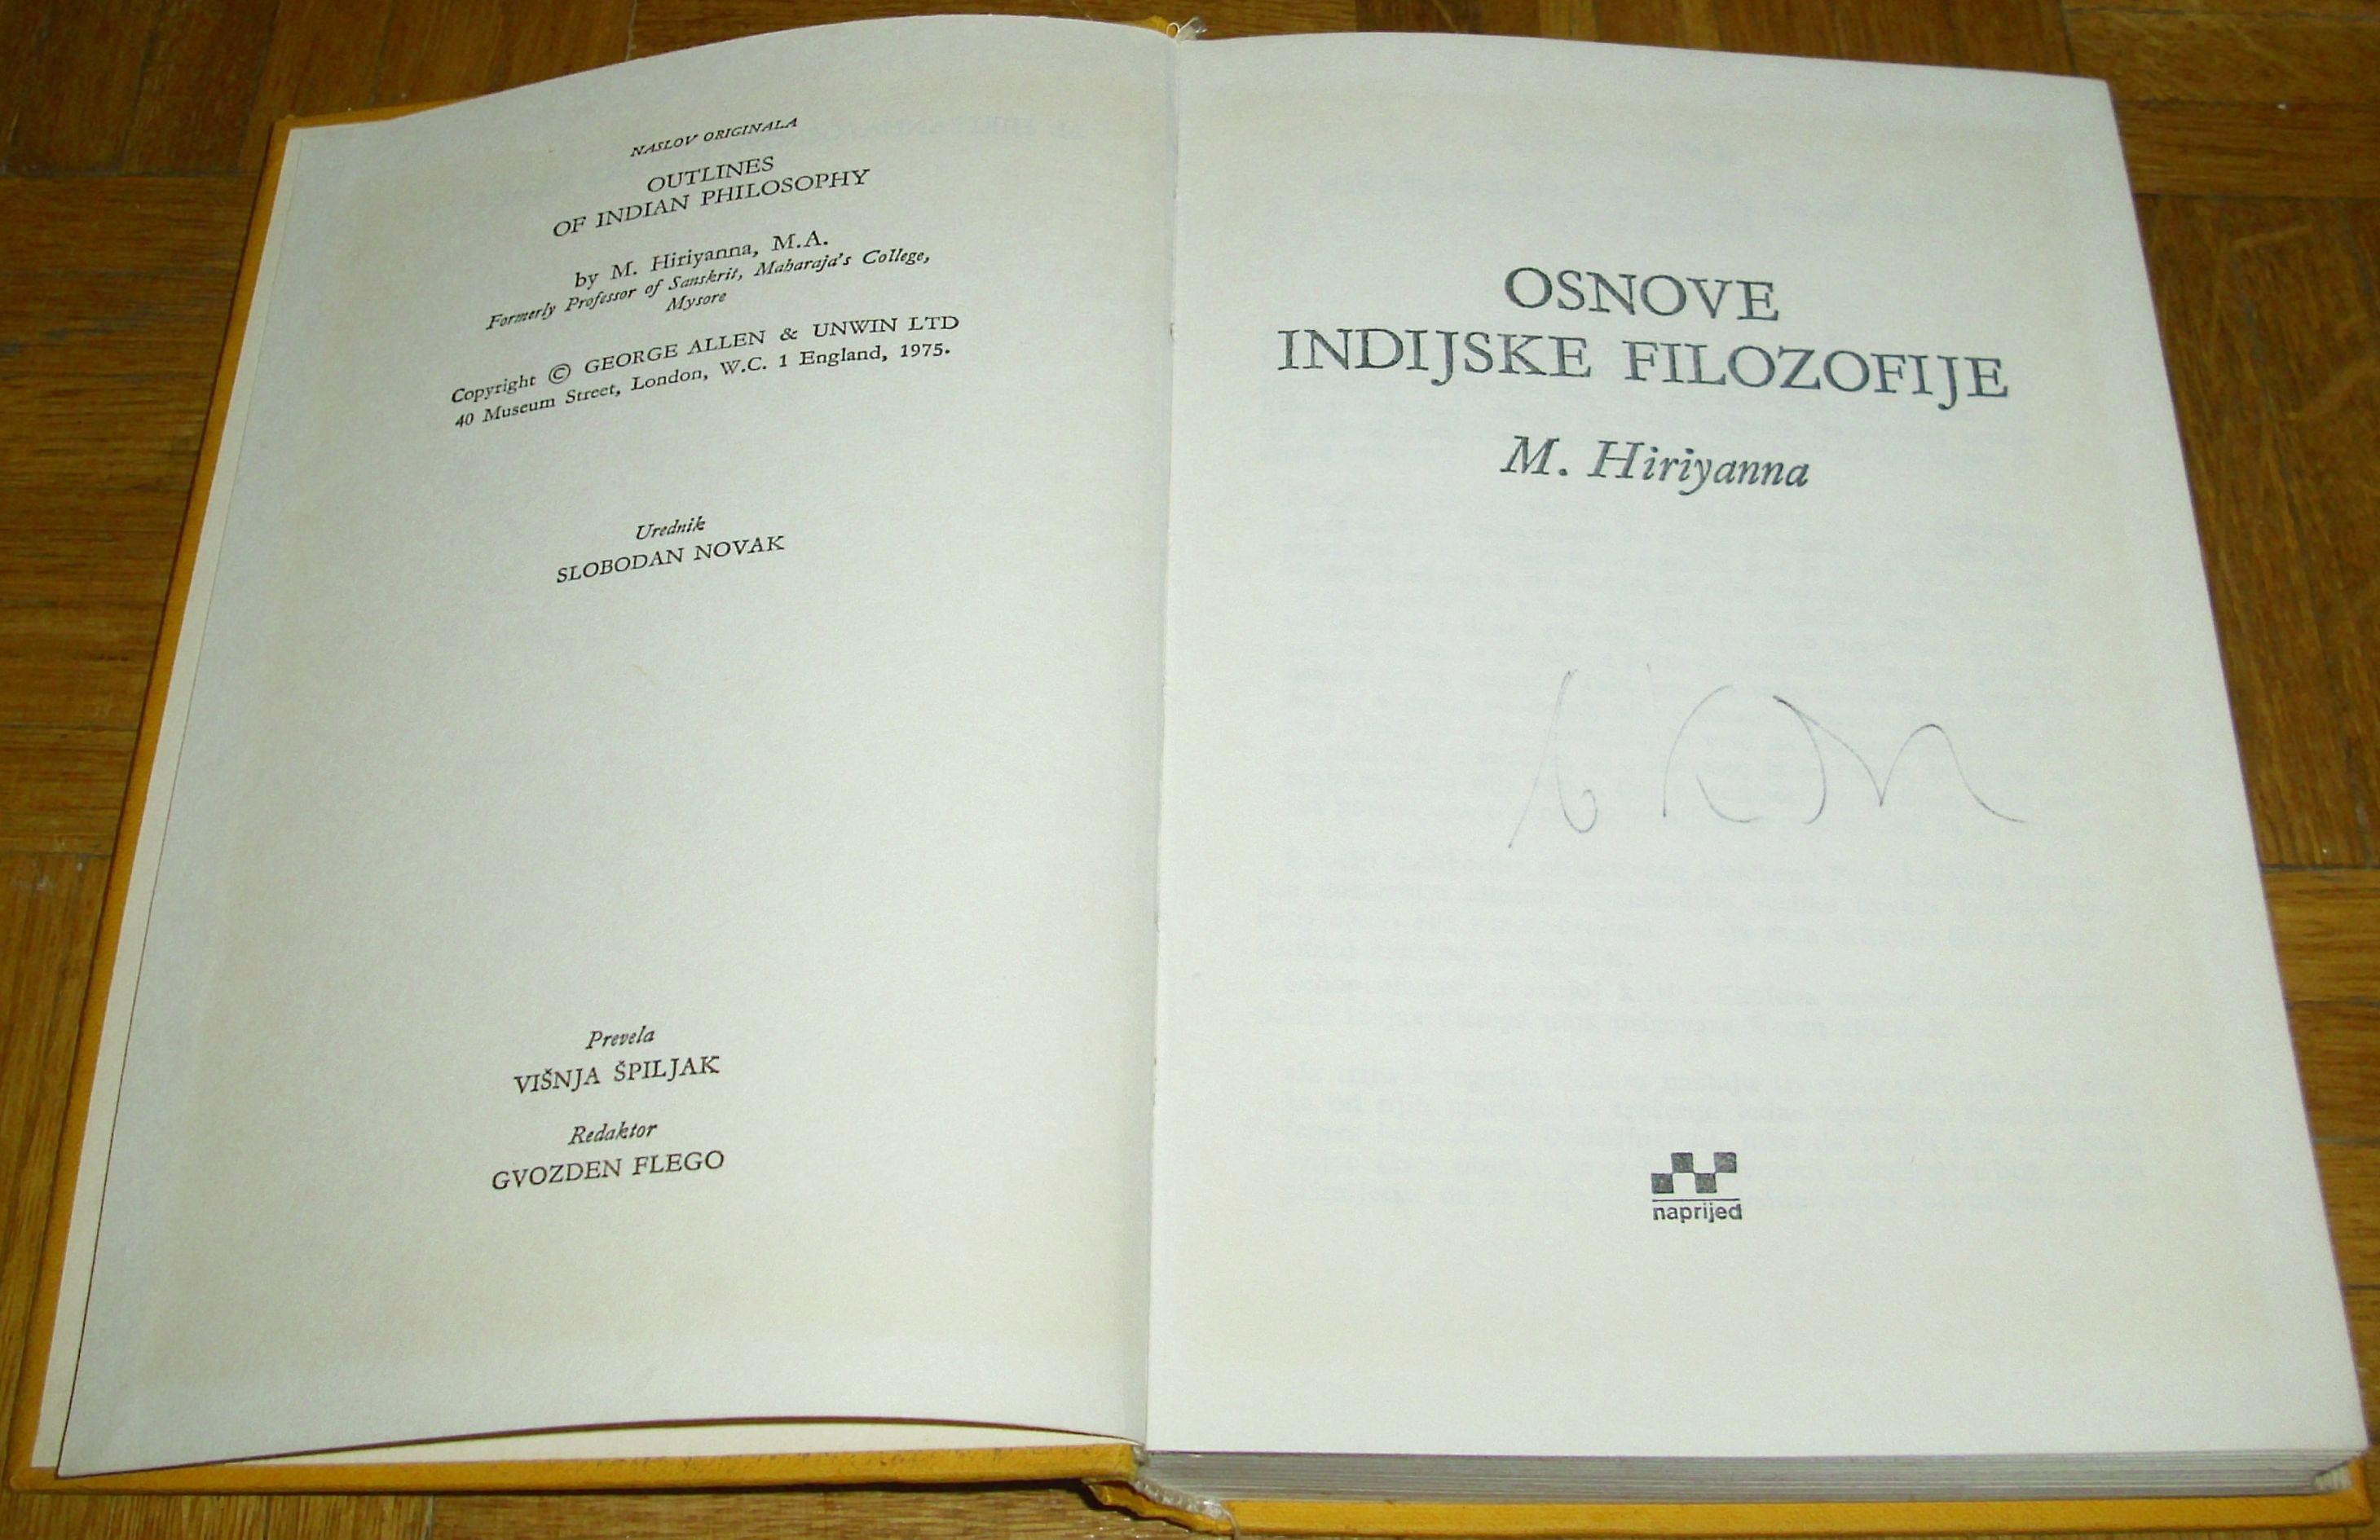 NASLOV ORIGINALA
OUTLINES
OF INDIAN PHILOSOPHY
by M. Hiriyanna, M.A.
Formerly Professor of Sanskrit, Maharaja's College,
Mysore
Copyright © GEORGE ALLEN & UNWIN LTD
40 Museum Street, London, W.C. 1 England, 1975.
Urednik
SLOBODAN NOVAK
Prevela
VIŠNJA ŠPILJAK
Redaktor
GVOZDEN FLEGO
OSNOVE
INDIJSKE FILOZOFIJE
M. Hiriyanna
naprijed